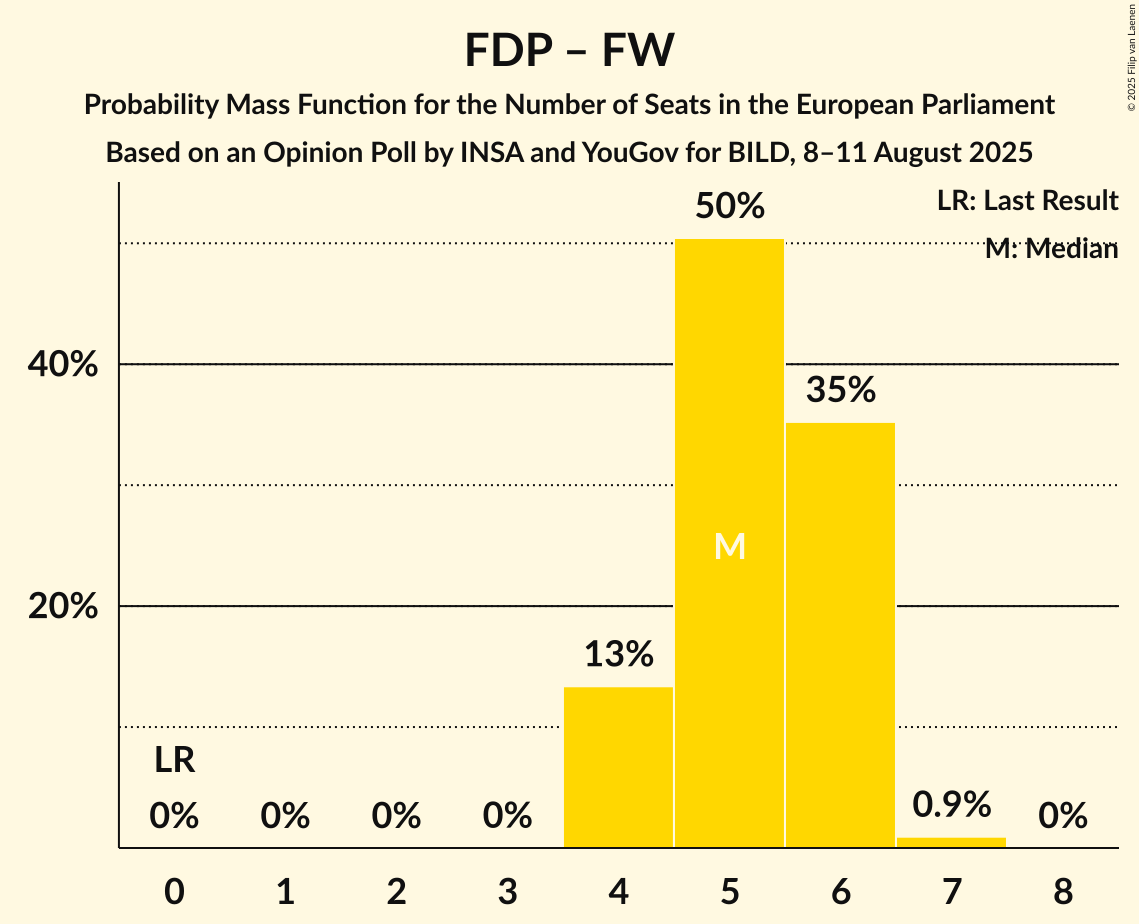 FDP – FW
Probability Mass Function for the Number of Seats in the European Parliament
Based on an Opinion Poll by INSA and YouGov for BILD, 8–11 August 2025
© 2025 Filip van Laenen
LR: Last Result
M: Median
50%
40%
35%
M
20%
13%
LR
0%
0%
0%
0%
0.9%
0%
0 1 2 3 4 5 6 7 8